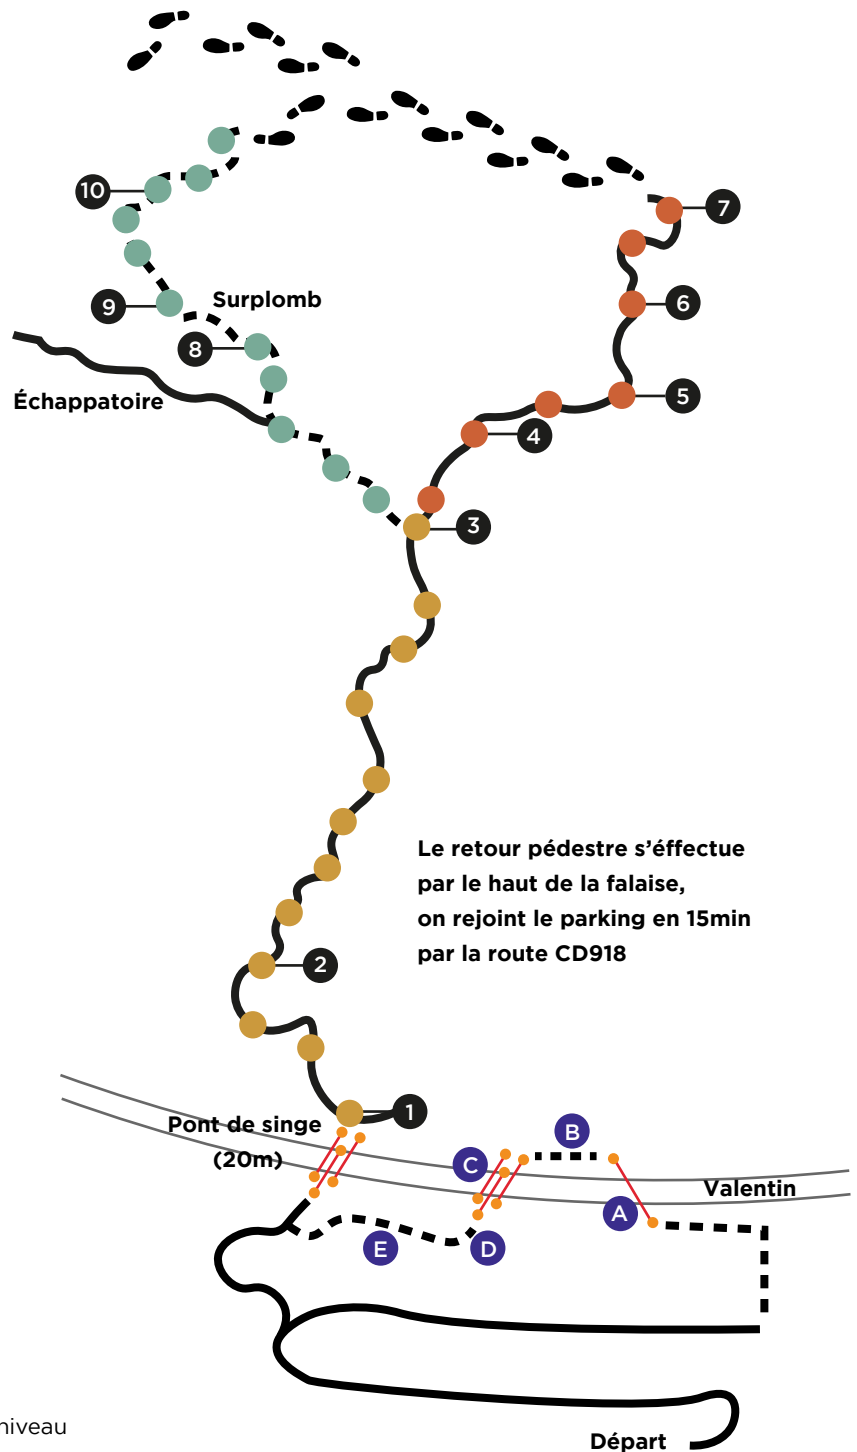 10
7
9
Surplomb
6
8
Échappatoire
5
4
3
Le retour pédestre s'éffectue
par le haut de la falaise,
on rejoint le parking en 15min
par la route CD918
2
1
Pont de singe
(20m)
B
C
Valentin
A
E
D
niveau
Départ